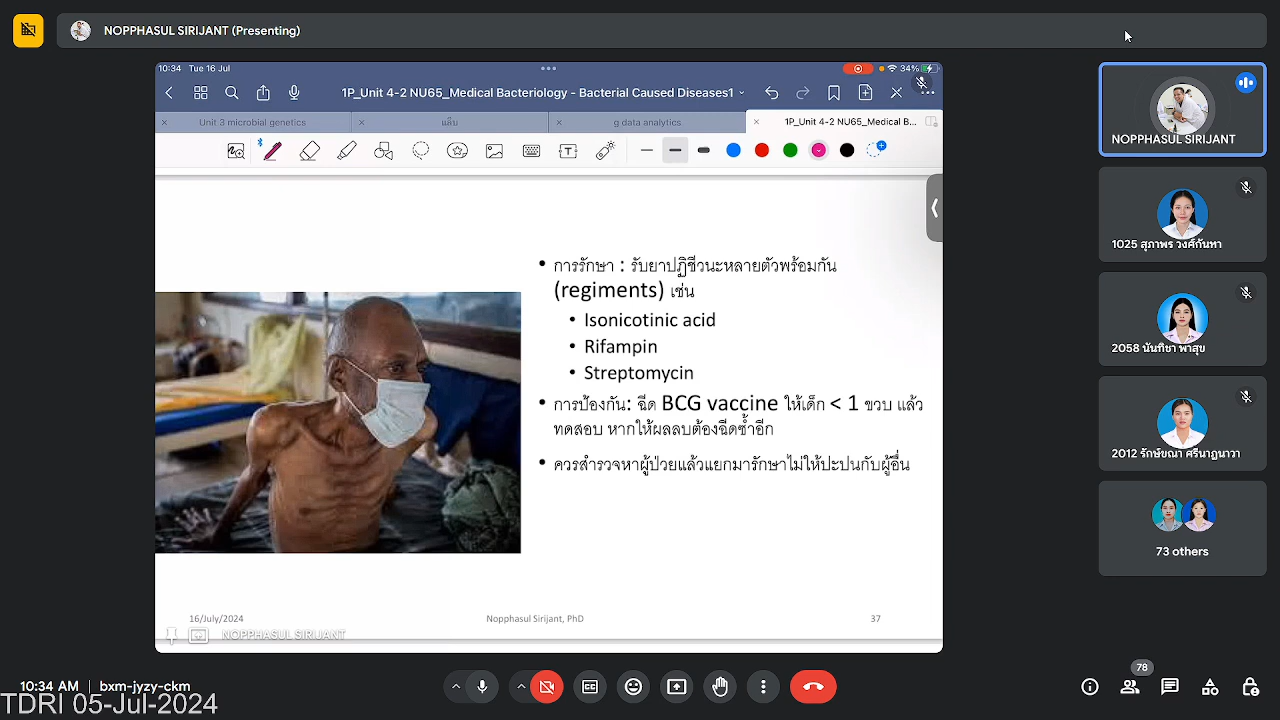 NOPPHASUL SIRIJANT (Presenting)
10:34 Tue 16 Jul
34%
1P_Unit 4-2 NU65_Medical Bacteriology - Bacterial Caused Diseases1
Unit 3 microbial genetics
แล็บ
g data analytics
1P_Unit 4-2 NU65_Medical B...
• การรักษา : รับยาปฏิชีวนะหลายตัวพร้อมกัน
(regiments) เช่น
• Isonicotinic acid
• Rifampin
• Streptomycin
• การป้องกัน: ฉีด BCG vaccine ให้เด็ก < 1 ขวบ แล้ว
ทดสอบ หากให้ผลลบต้องฉีดซ้ำอีก
• ควรสำรวจหาผู้ป่วยแล้วแยกมารักษาไม่ให้ปะปนกับผู้อื่น
16/July/2024
Nopphasul Sirijant, PhD
37
NOPPHASUL SIRIJANT
NOPPHASUL SIRIJANT
1025 สุภาพร วงศ์กันทา
2058 นันทิชา พาสุข
2012 รักษ์ษณา ศรีนาฏนาวา
73 others
10:34 AM
bxm-jyzy-ckm
78
TDRI 05-Jul-2024